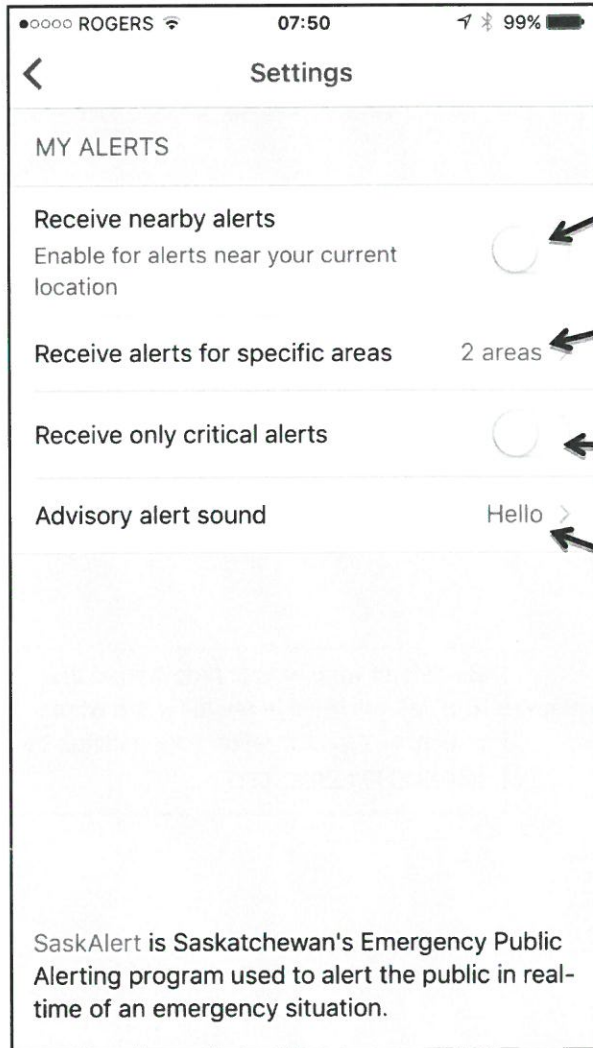 ROGERS 07:50 99%
Settings
MY ALERTS
Receive nearby alerts
Enable for alerts near your current
location
Receive alerts for specific areas 2 areas >
Receive only critical alerts
Advisory alert sound Hello >
SaskAlert is Saskatchewan's Emergency Public
Alerting program used to alert the public in real-
time of an emergency situation.